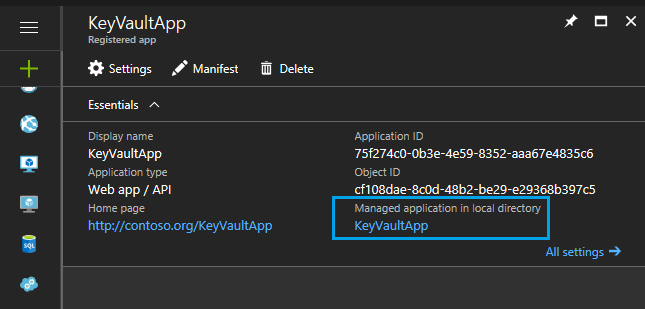 KeyVaultApp
Registered app
Settings Manifest Delete
Essentials
Display name
KeyVaultApp
Application type
Web app / API
Home page
http://contoso.org/KeyVaultApp
Application ID
75f274c0-0b3e-4e59-8352-aaa67e4835c6
Object ID
cf108dae-8c0d-48b2-be29-e29368b397c5
Managed application in local directory
KeyVaultApp
All settings
SQL